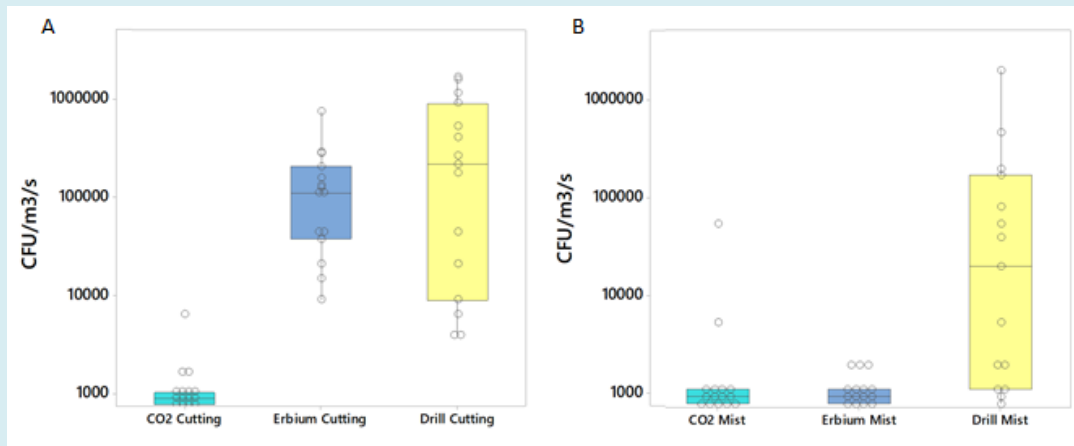 A
CFU/m3/s
1000000
100000
10000
1000
CO2 Cutting
Erbium Cutting
Drill Cutting
B
CFU/m3/s
1000000
100000
10000
1000
CO2 Mist
Erbium Mist
Drill Mist